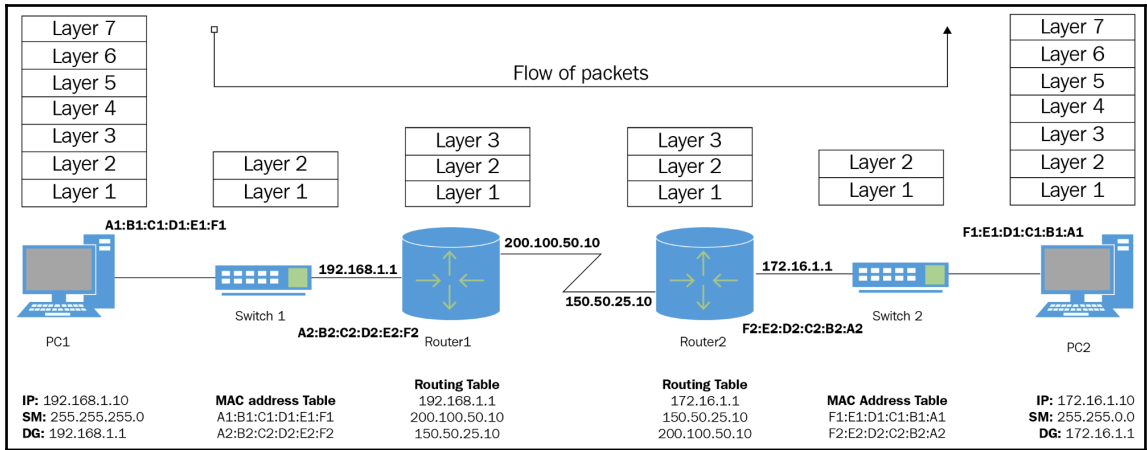 Layer 7
Layer 6
Layer 5
Layer 4
Layer 3
Layer 2
Layer 1
Flow of packets
Layer 7
Layer 6
Layer 5
Layer 4
Layer 3
Layer 2
Layer 1
Layer 2
Layer 1
Layer 3
Layer 2
Layer 1
Layer 3
Layer 2
Layer 1
Layer 2
Layer 1
A1:B1:C1:D1:E1:F1
PC1
Switch 1
192.168.1.1
A2:B2:C2:D2:E2:F2
Router1
200.100.50.10
150.50.25.10
Router2
172.16.1.1
F2:E2:D2:C2:B2:A2
Switch 2
F1:E1:D1:C1:B1:A1
PC2
IP: 192.168.1.10
SM: 255.255.255.0
DG: 192.168.1.1
MAC address Table
A1:B1:C1:D1:E1:F1
A2:B2:C2:D2:E2:F2
Routing Table
192.168.1.1
200.100.50.10
150.50.25.10
Routing Table
172.16.1.1
150.50.25.10
200.100.50.10
MAC Address Table
F1:E1:D1:C1:B1:A1
F2:E2:D2:C2:B2:A2
IP: 172.16.1.10
SM: 255.255.0.0
DG: 172.16.1.1